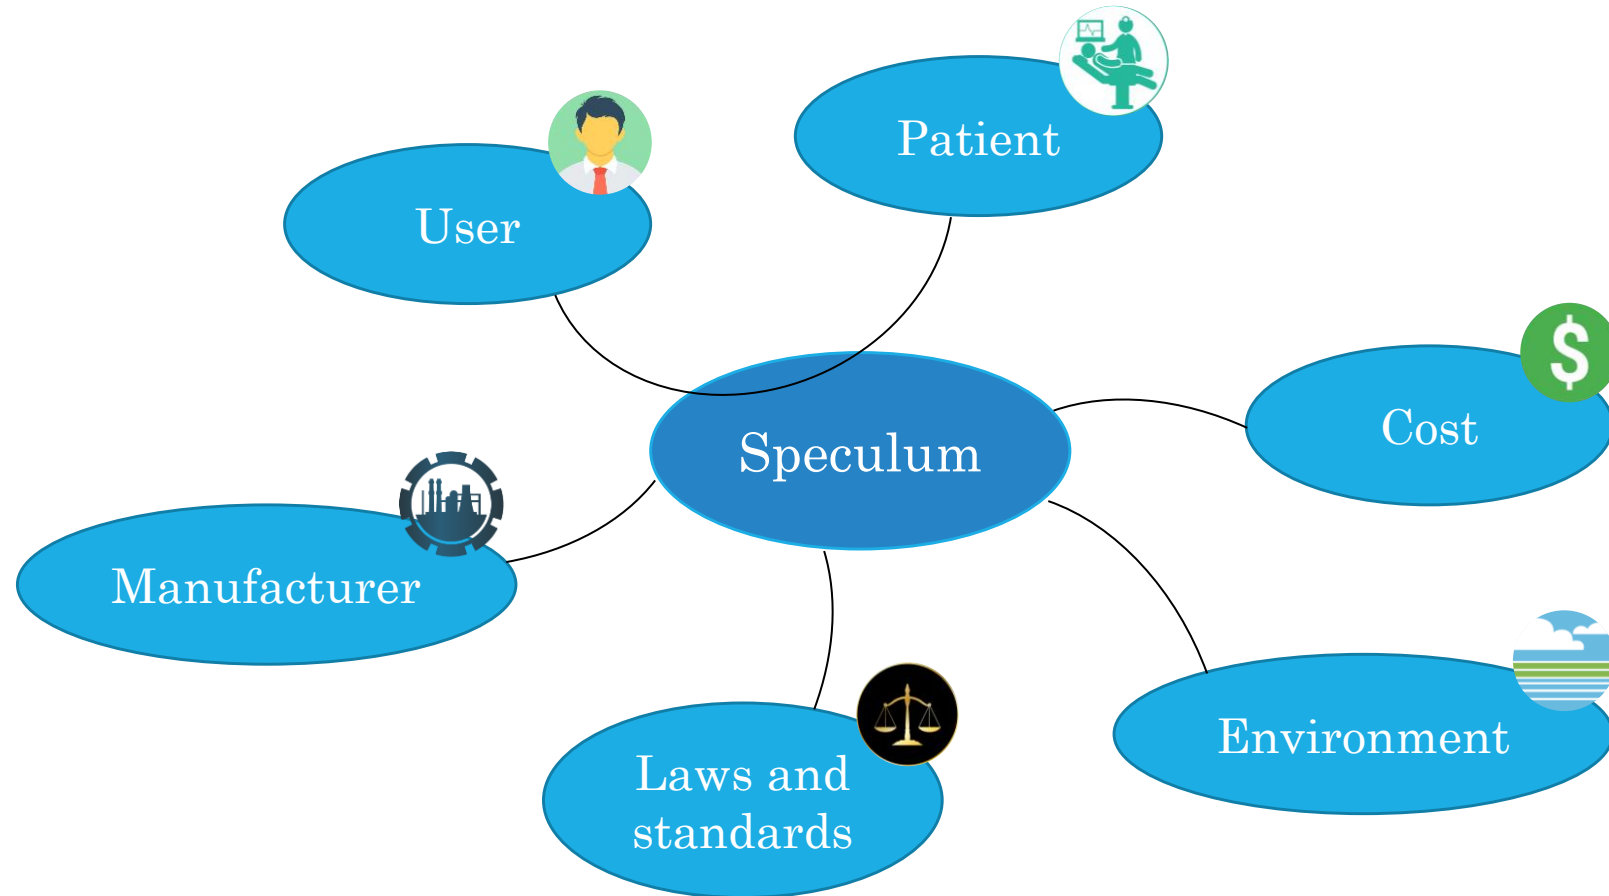 Patient
User
Cost
Speculum
Manufacturer
Environment
Laws and
standards